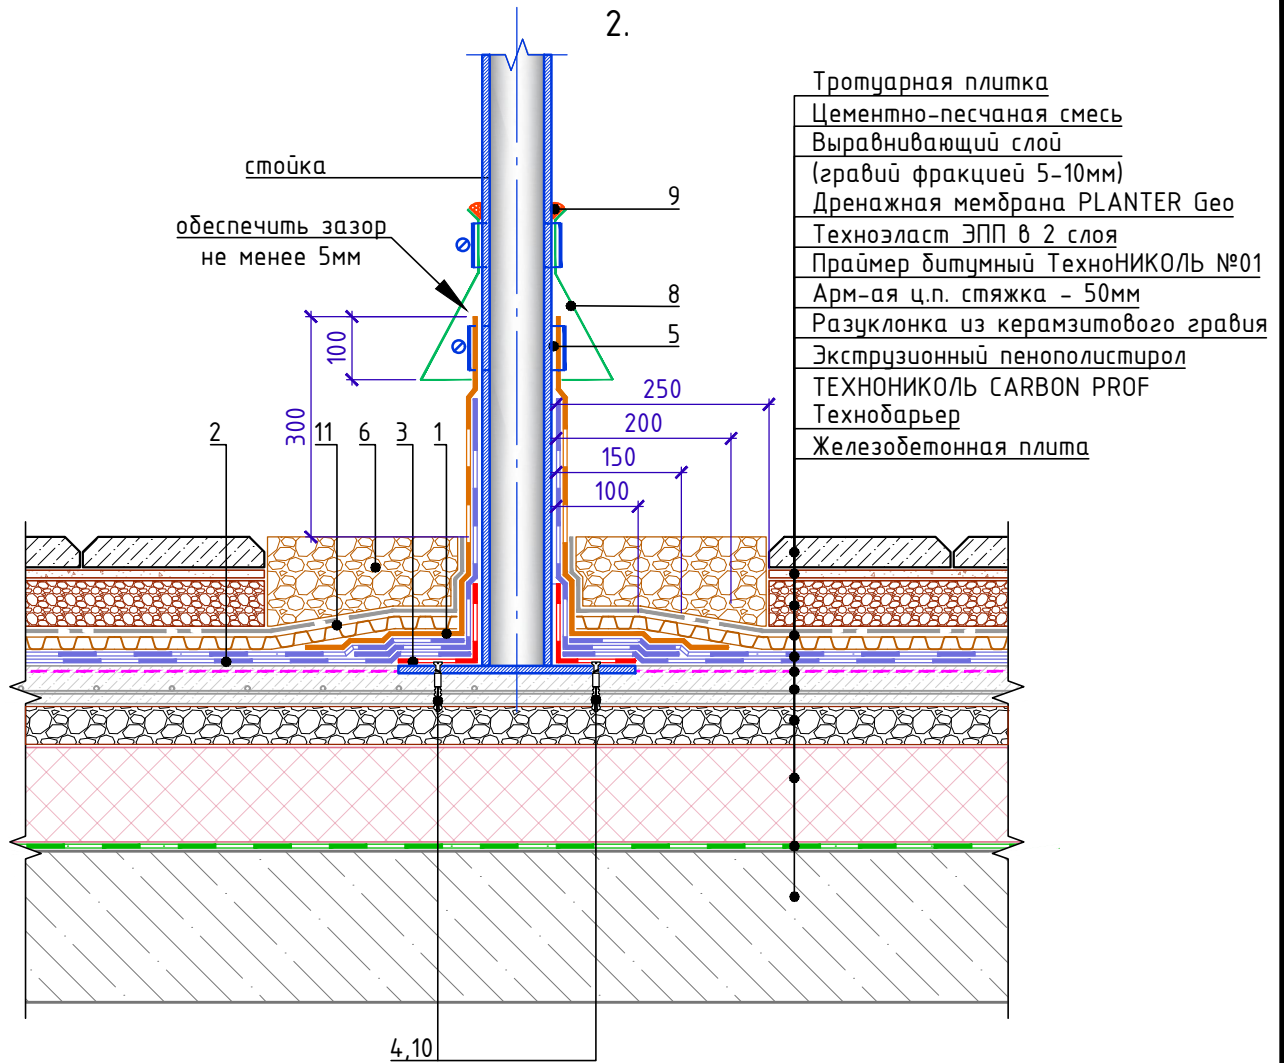 2.
Тротуарная плитка
Цементно-песчаная смесь
Выравнивающий слой
(гравий фракцией 5-10мм)
Дренажная мембрана PLANTER Geo
Техноэласт ЭПП в 2 слоя
Праймер битумный ТехноНИКОЛЬ №01
Арм-ая ц.п. стяжка - 50мм
Разуклонка из керамзитового гравия
Экструзионный пенополистирол
ТЕХНОНИКОЛЬ CARBON PROF
Технобарьер
Железобетонная плита
стойка
9
обеспечить зазор
не менее 5мм
8
5
100
300
250
200
150
100
2
11
6
3
1
4,10